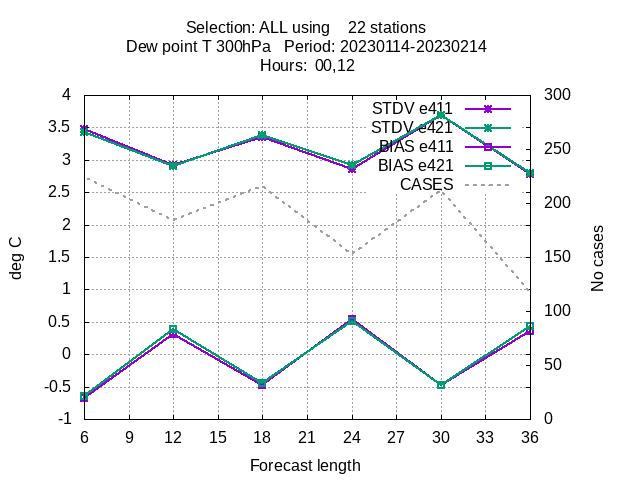 Selection: ALL using 22 stations
Dew point T 300hPa Period: 20230114-20230214
Hours: 00,12
4
3.5
3
2.5
2
1.5
1
0.5
0
-0.5
-1
deg C
STDV e411
STDV e421
BIAS e411
BIAS e421
CASES
300
250
200
150
100
50
0
No cases
6 9 12 15 18 21 24 27 30 33 36
Forecast length